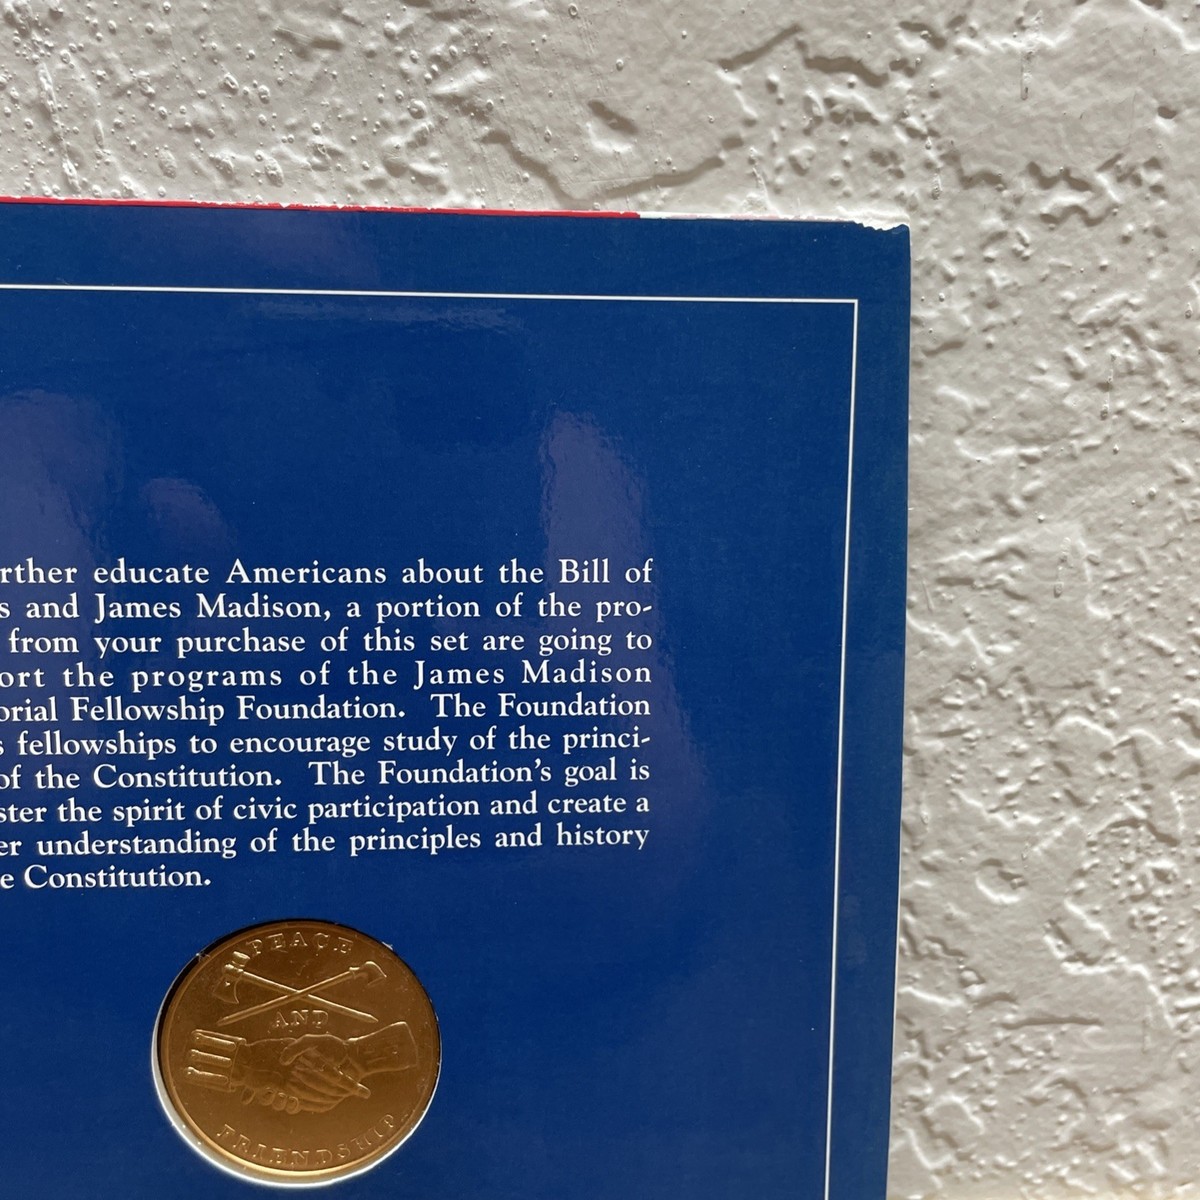 rther educate Americans about the Bill of
s and James Madison, a portion of the pro-
from your purchase of this set are going to
ort the programs of the James Madison
orial Fellowship Foundation. The Foundation
s fellowships to encourage study of the princi-
of the Constitution. The Foundation's goal is
ster the spirit of civic participation and create a
er understanding of the principles and history
e Constitution.
PEACE
AND
FRIENDSHIP